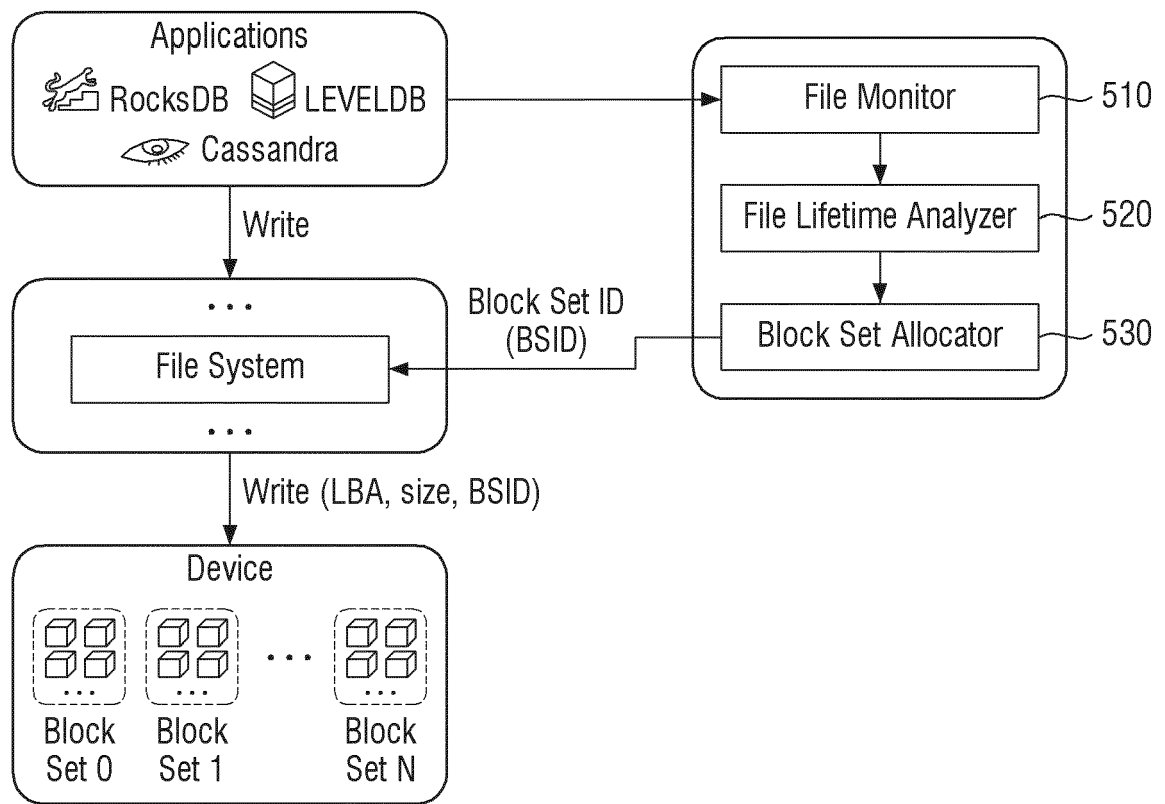 Applications
RocksDB LEVELDB
Cassandra
File Monitor 510
File Lifetime Analyzer 520
Block Set Allocator 530
Write
...
Block Set ID
(BSID)
File System
...
Write (LBA, size, BSID)
Device
... ... ... ...
Block Block Block
Set 0 Set 1 Set N